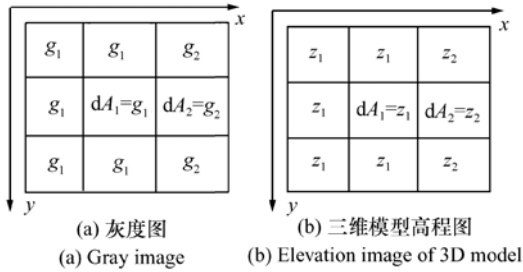 x
g₁ g₁ g₂
g₁ dA₁=g₁ dA₂=g₂
g₁ g₁ g₂
y
(a) 灰度图
(a) Gray image
x
z₁ z₁ z₂
z₁ dA₁=z₁ dA₂=z₂
z₁ z₁ z₂
y
(b) 三维模型高程图
(b) Elevation image of 3D model